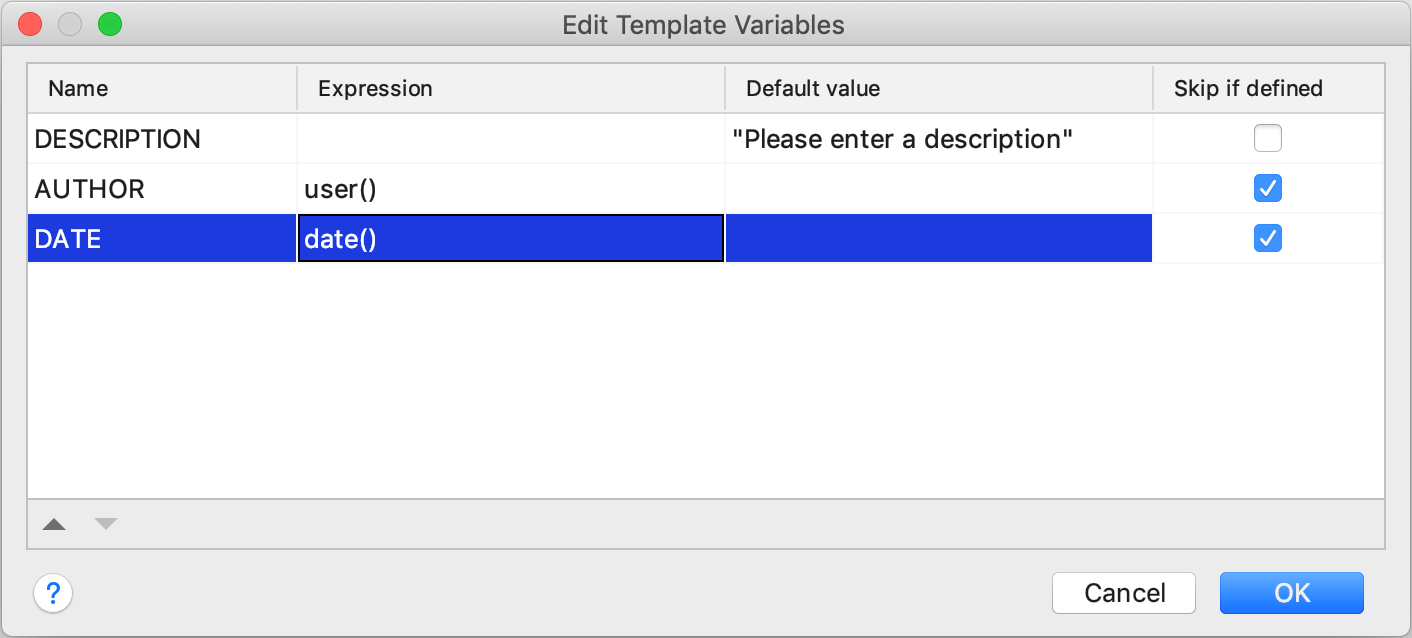 Edit Template Variables
Name Expression Default value Skip if defined
DESCRIPTION "Please enter a description"
AUTHOR user()
DATE date()
?
Cancel OK